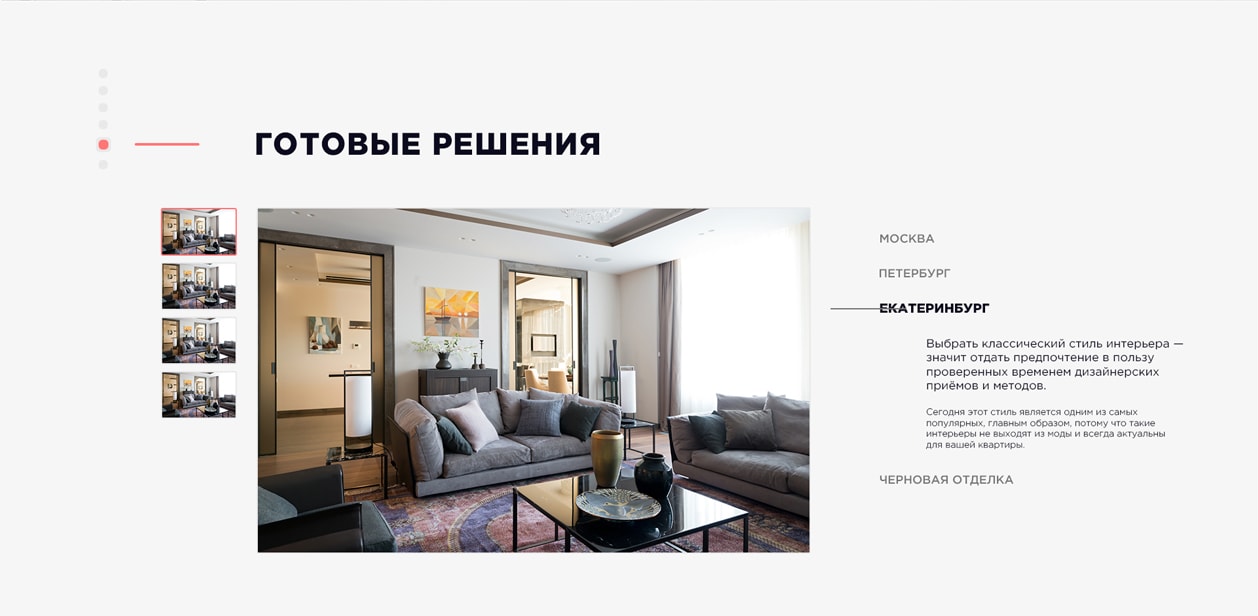 ГОТОВЫЕ РЕШЕНИЯ
МОСКВА
ПЕТЕРБУРГ
ЕКАТЕРИНБУРГ
Выбрать классический стиль интерьера —
значит отдать предпочтение в пользу
проверенных временем дизайнерских
приёмов и методов.
Сегодня этот стиль является одним из самых
популярных, главным образом, потому что такие
интерьеры не выходят из моды и всегда актуальны
для вашей квартиры.
ЧЕРНОВАЯ ОТДЕЛКА